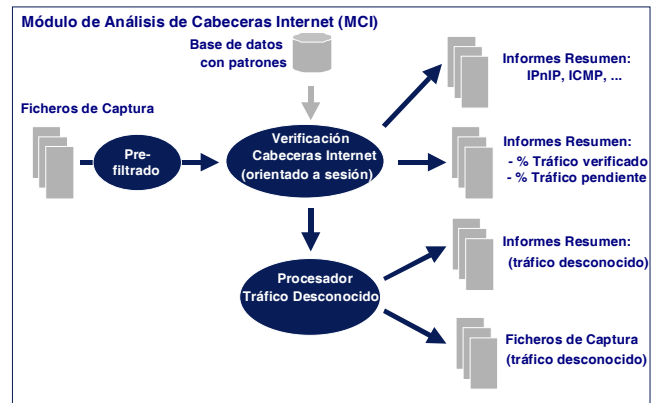 Módulo de Análisis de Cabeceras Internet (MCI)
Base de datos
con patrones
Informes Resumen:
IPnIP, ICMP, ...
Ficheros de Captura
Pre-
filtrado
Verificación
Cabeceras Internet
(orientado a sesión)
Informes Resumen:
- % Tráfico verificado
- % Tráfico pendiente
Procesador
Tráfico Desconocido
Informes Resumen:
(tráfico desconocido)
Ficheros de Captura
(tráfico desconocido)